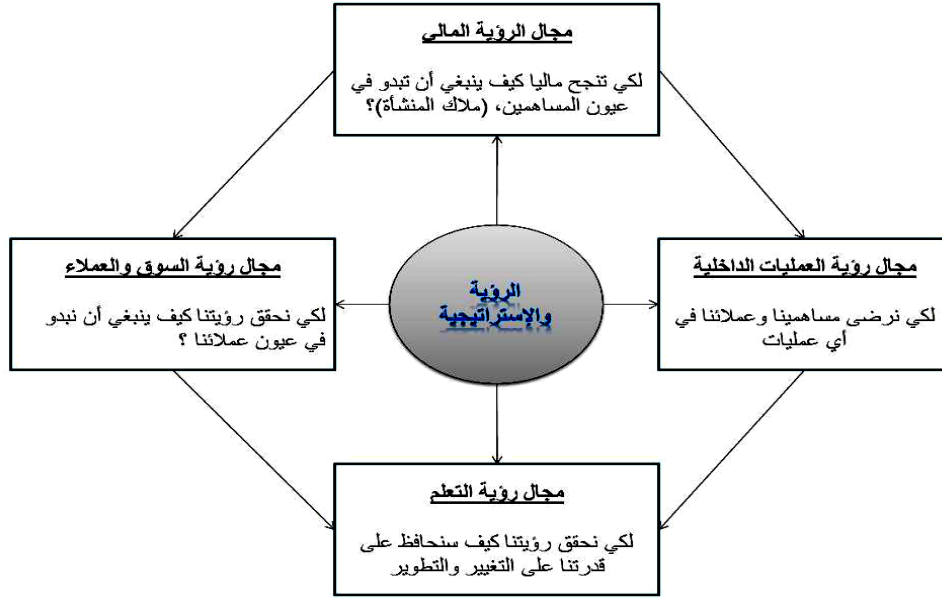 مجال الرؤية المالي
لكي تنجح ماليا كيف ينبغي أن تبدو في
عيون المساهمين، (ملاك المنشأة)؟
مجال رؤية العمليات الداخلية
لكي نرضى مساهمينا وعملائنا في
أي عمليات
الرؤية
والإستراتيجية
مجال رؤية السوق والعملاء
لكي نحقق رؤيتنا كيف ينبغي أن نبدو
في عيون عملائنا ؟
مجال رؤية التعلم
لكي نحقق رؤيتنا كيف سنحافظ على
قدرتنا على التغيير والتطوير